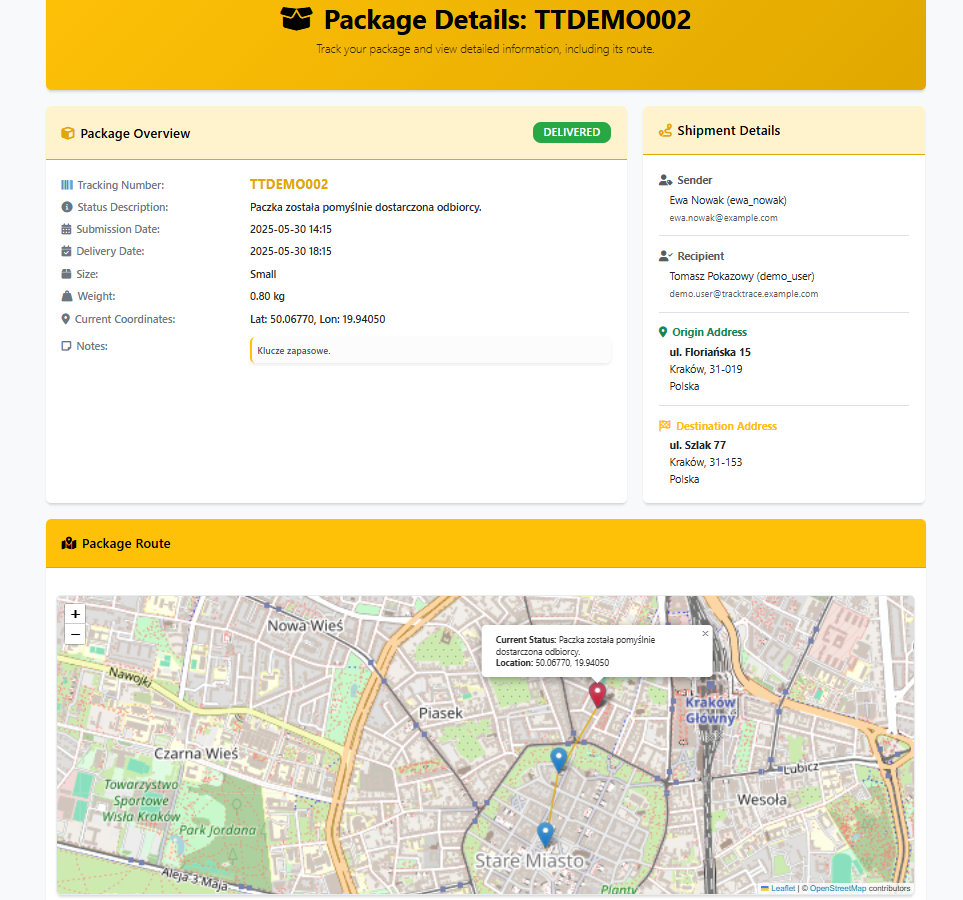 Package Details: TTDEMO002
Track your package and view detailed information, including its route.
Package Overview
DELIVERED
Tracking Number:
TTDEMO002
Status Description:
Paczka została pomyślnie dostarczona odbiorcy.
Submission Date:
2025-05-30 14:15
Delivery Date:
2025-05-30 18:15
Size:
Small
Weight:
0.80 kg
Current Coordinates:
Lat: 50.06770, Lon: 19.94050
Notes:
Klucze zapasowe.
Shipment Details
Sender
Ewa Nowak (ewa_nowak)
ewa.nowak@example.com
Recipient
Tomasz Pokazowy (demo_user)
demo.user@tracktrace.example.com
Origin Address
ul. Floriańska 15
Kraków, 31-019
Polska
Destination Address
ul. Szlak 77
Kraków, 31-153
Polska
Package Route
+
−
Nowa Wieś
Current Status: Paczka została pomyślnie
dostarczona odbiorcy.
Location: 50.06770, 19.94050
×
Nawojki
Piasek
Kraków
Główny
Czarna Wieś
Lubicz
Towarzystwo
Sportowe
Wisła Kraków
Wesoła
Park Jordana
Stare Miasto
Aleja 3 Maja
Planty
Leaflet | © OpenStreetMap contributors